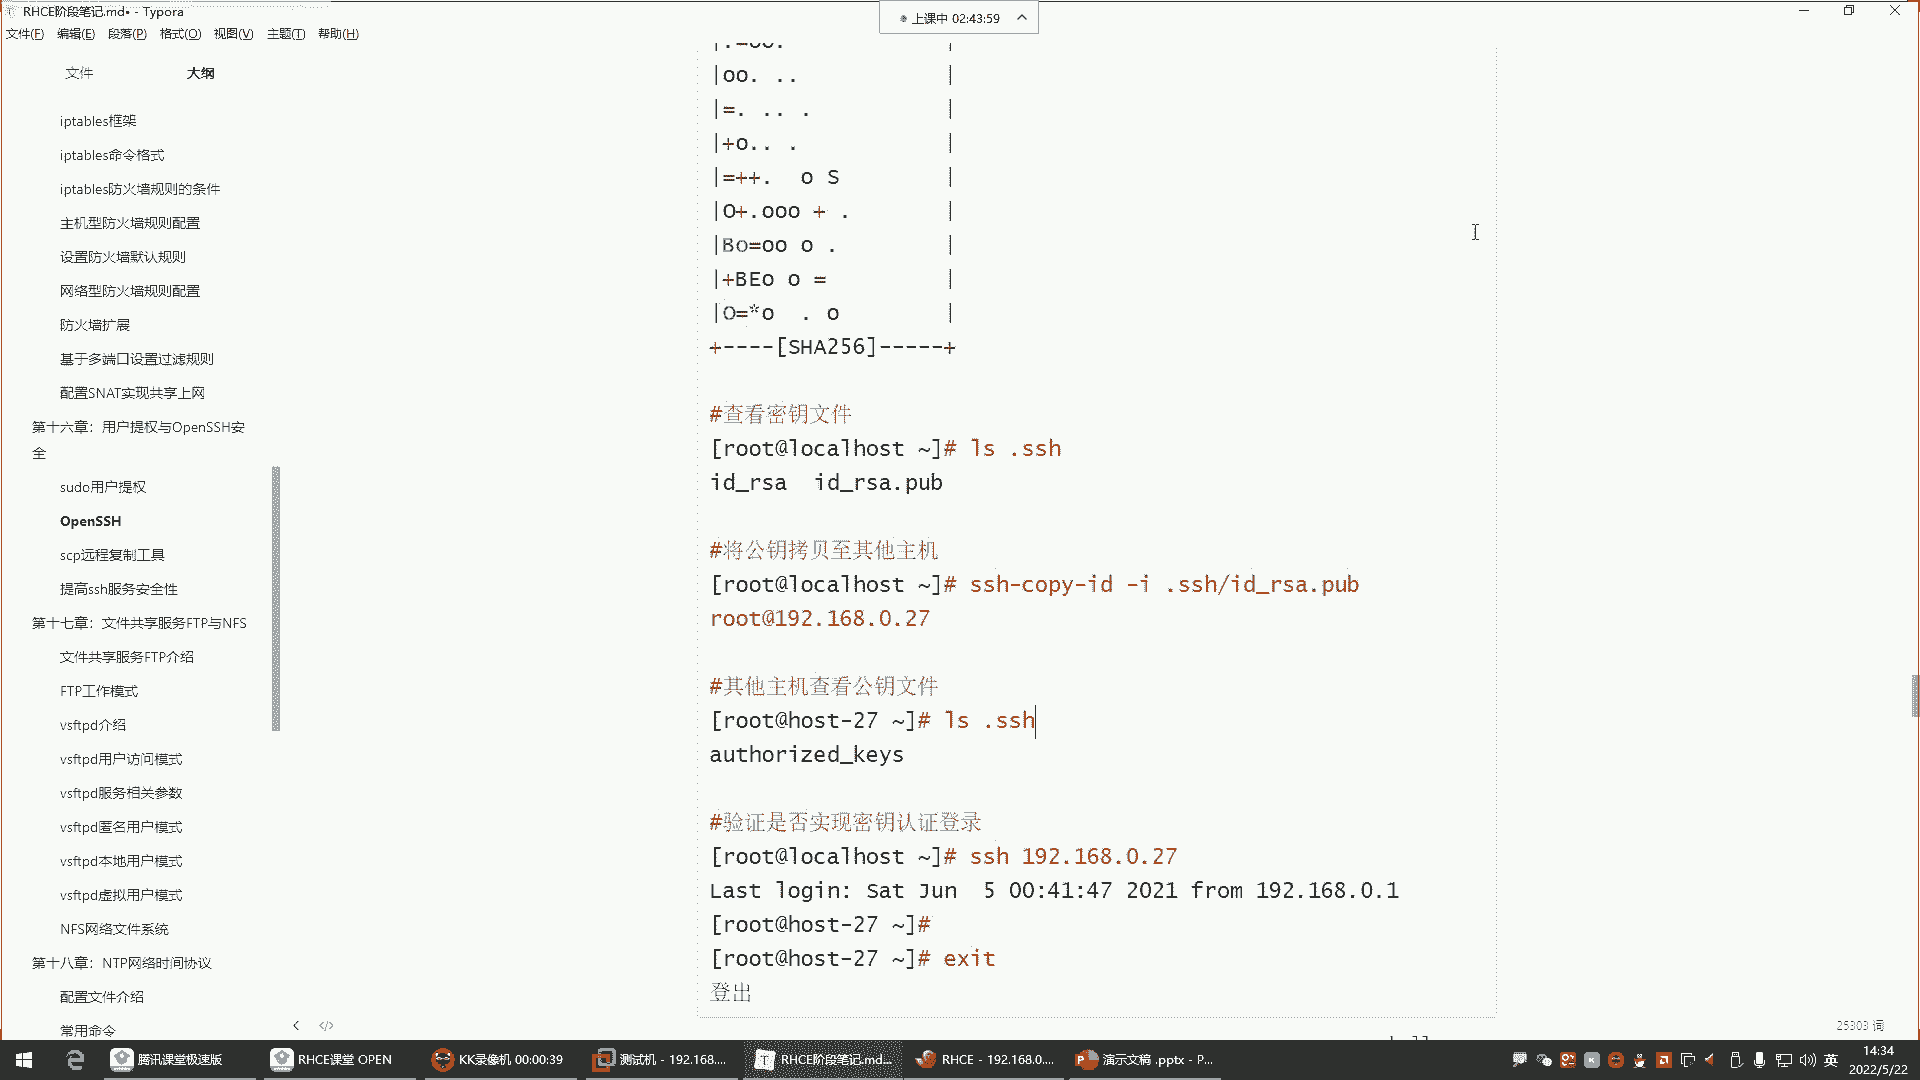 RHCE阶段笔记.md• - Typora
上课中 02:43:59
文件(F) 编辑(E) 段落(P) 格式(O) 视图(V) 主题(T) 帮助(H)
文件 大纲
iptables框架
iptables命令格式
iptables防火墙规则的条件
主机型防火墙规则配置
设置防火墙默认规则
网络型防火墙规则配置
防火墙扩展
基于多端口设置过滤规则
配置SNAT实现共享上网
第十六章：用户提权与OpenSSH安
全
sudo用户提权
OpenSSH
scp远程复制工具
提高ssh服务安全性
第十七章：文件共享服务FTP与NFS
文件共享服务FTP介绍
FTP工作模式
vsftpd介绍
vsftpd用户访问模式
vsftpd服务相关参数
vsftpd匿名用户模式
vsftpd本地用户模式
vsftpd虚拟用户模式
NFS网络文件系统
第十八章：NTP网络时间协议
配置文件介绍
常用命令
|.=oo.            |
|oo. ..           |
|=. .. .          |
|+o.. .           |
|=++.  o S        |
|O+.ooo + .       |
|Bo=oo o .        |
|+BEo o =         |
|O=*o  . o        |
+----[SHA256]-----+
#查看密钥文件
[root@localhost ~]# ls .ssh
id_rsa  id_rsa.pub
#将公钥拷贝至其他主机
[root@localhost ~]# ssh-copy-id -i .ssh/id_rsa.pub
root@192.168.0.27
#其他主机查看公钥文件
[root@host-27 ~]# ls .ssh
authorized_keys
#验证是否实现密钥认证登录
[root@localhost ~]# ssh 192.168.0.27
Last login: Sat Jun  5 00:41:47 2021 from 192.168.0.1
[root@host-27 ~]#
[root@host-27 ~]# exit
登出
25303 词
腾讯课堂极速版
RHCE课堂 OPEN
KK录像机 00:00:39
测试机 - 192.168....
RHCE阶段笔记.md...
RHCE - 192.168.0....
演示文稿 .pptx - P...
英
14:34
2022/5/22